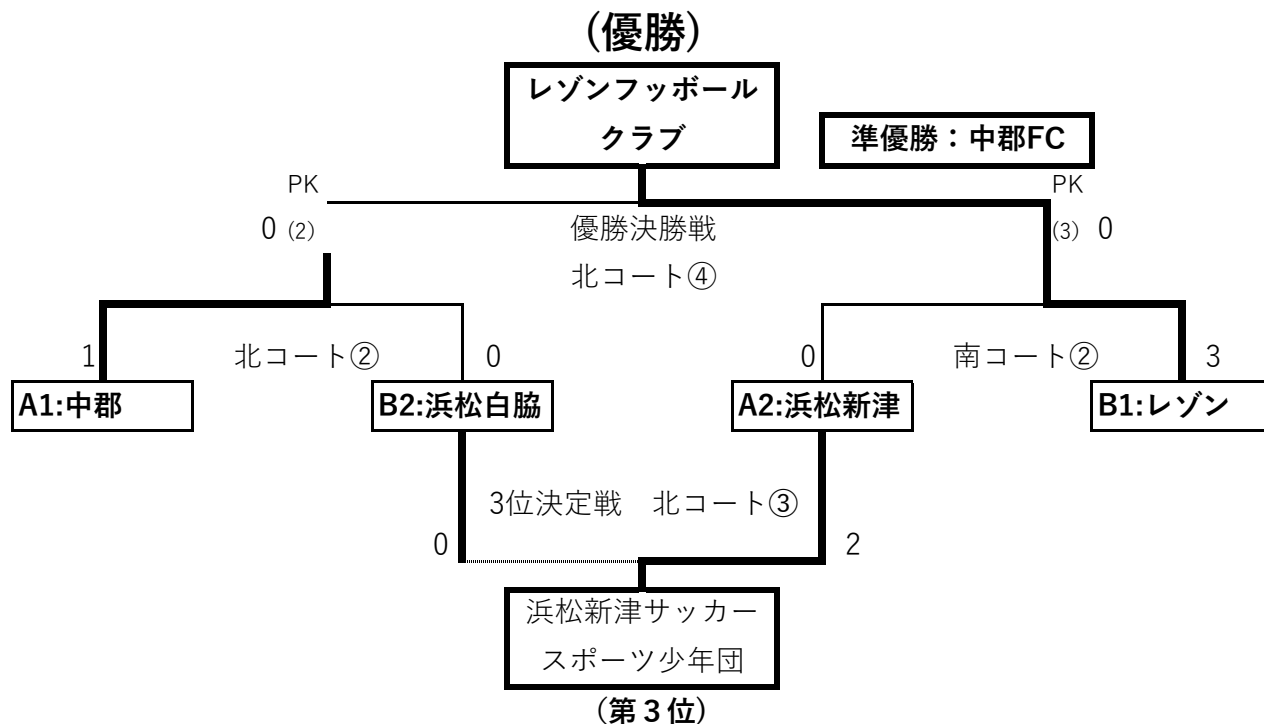 (優勝)
レゾンフッボール
クラブ
準優勝：中郡FC
PK
PK
0 (2)
優勝決勝戦
(3) 0
北コート④
1
北コート②
0
0
南コート②
3
A1:中郡
B2:浜松白脇
A2:浜松新津
B1:レゾン
3位決定戦　北コート③
0
2
浜松新津サッカー
スポーツ少年団
(第３位)